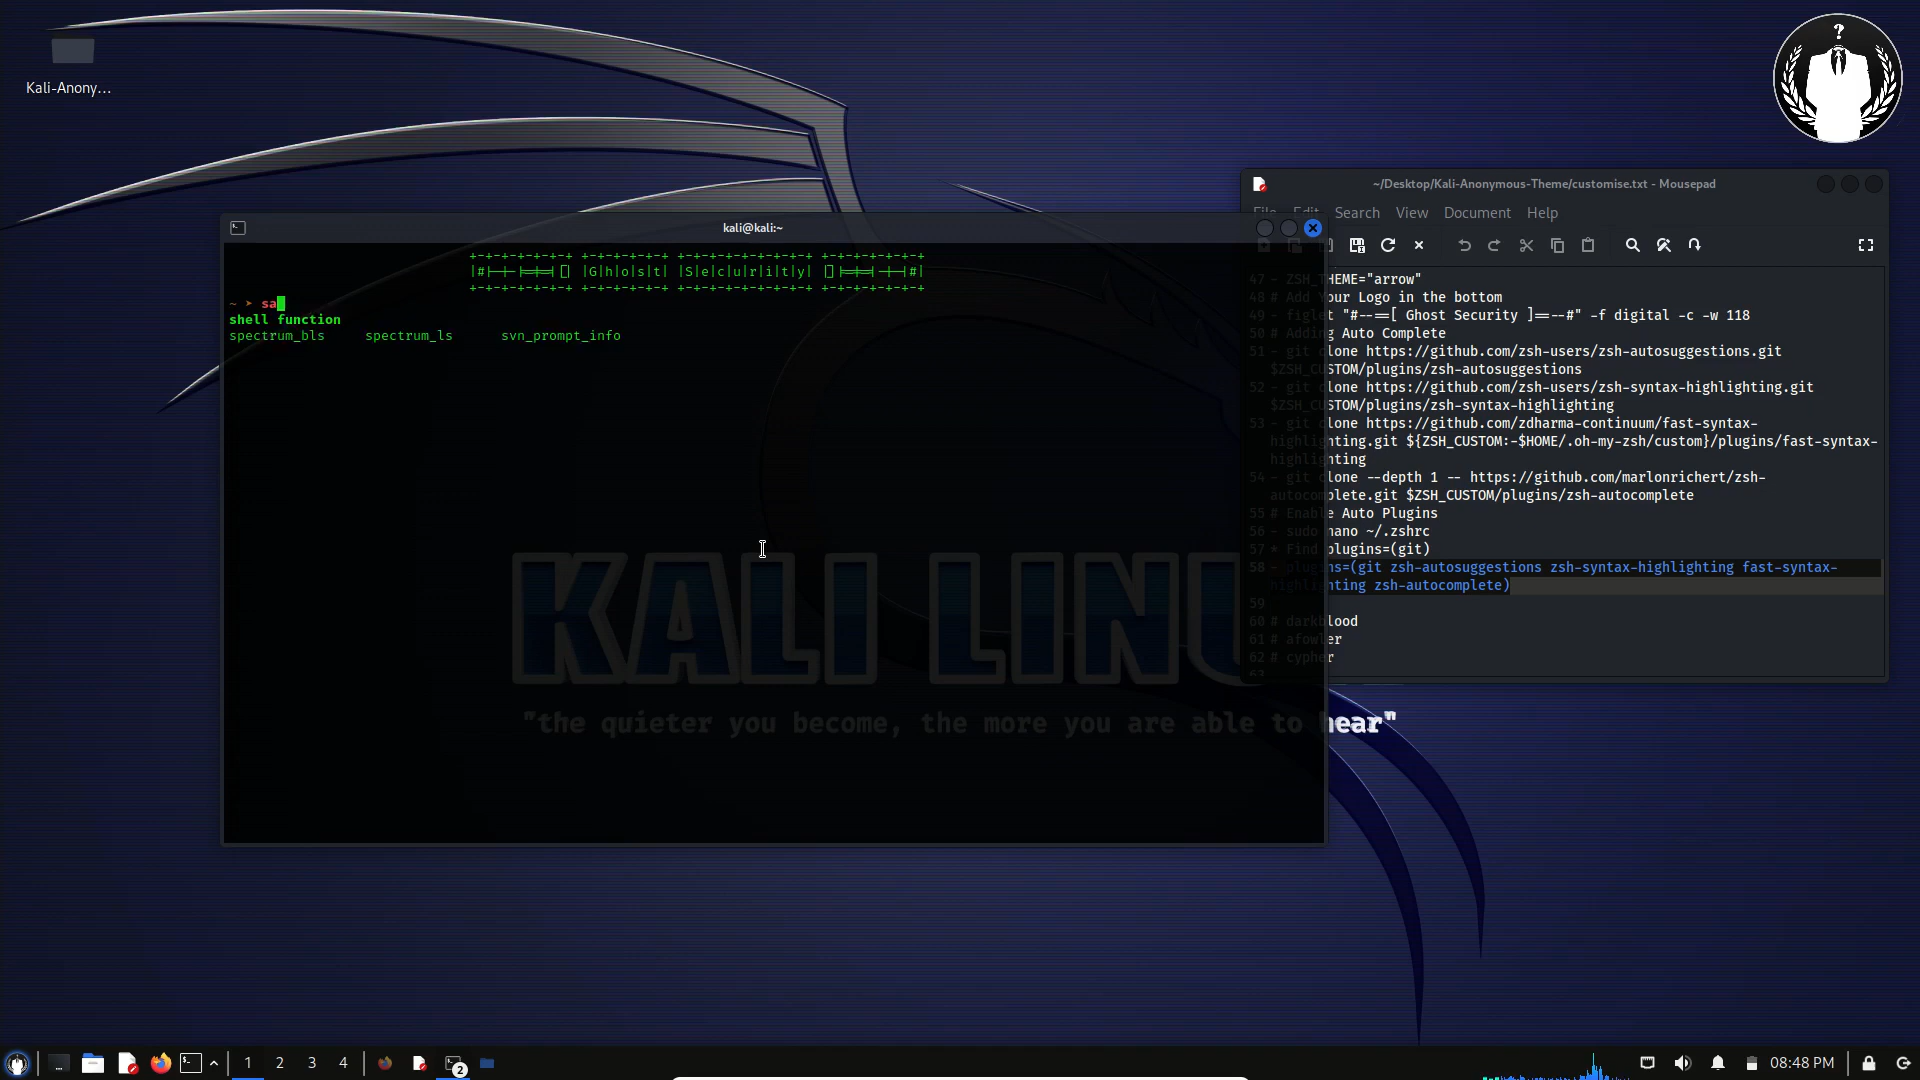 Kali-Anony...
?
~/Desktop/Kali-Anonymous-Theme/customise.txt - Mousepad
File Edit Search View Document Help
47 - ZSH_THEME="arrow"
48 # Add Your Logo in the bottom
49 - figlet "#--==[ Ghost Security ]==--#" -f digital -c -w 118
50 # Adding Auto Complete
51 - git clone https://github.com/zsh-users/zsh-autosuggestions.git
$ZSH_CUSTOM/plugins/zsh-autosuggestions
52 - git clone https://github.com/zsh-users/zsh-syntax-highlighting.git
$ZSH_CUSTOM/plugins/zsh-syntax-highlighting
53 - git clone https://github.com/zdharma-continuum/fast-syntax-
highlighting.git ${ZSH_CUSTOM:-$HOME/.oh-my-zsh/custom}/plugins/fast-syntax-
highlighting
54 - git clone --depth 1 -- https://github.com/marlonrichert/zsh-
autocomplete.git $ZSH_CUSTOM/plugins/zsh-autocomplete
55 # Enable Auto Plugins
56 - sudo nano ~/.zshrc
57 * Find plugins=(git)
58 - plugins=(git zsh-autosuggestions zsh-syntax-highlighting fast-syntax-
highlighting zsh-autocomplete)
59
60 # darkblood
61 # afowler
62 # cypher
63
kali@kali:~
+-+-+-+-+-+-+ +-+-+-+-+-+ +-+-+-+-+-+-+-+-+ +-+-+-+-+-+-+
|#|-|-|=|=|[| |G|h|o|s|t| |S|e|c|u|r|i|t|y| |]|=|=|-|-|#|
+-+-+-+-+-+-+ +-+-+-+-+-+ +-+-+-+-+-+-+-+-+ +-+-+-+-+-+-+
~ ➤ sa
shell function
spectrum_bls spectrum_ls svn_prompt_info
KALI LINU
"the quieter you become, the more you are able to hear"
1 2 3 4
2
08:48 PM